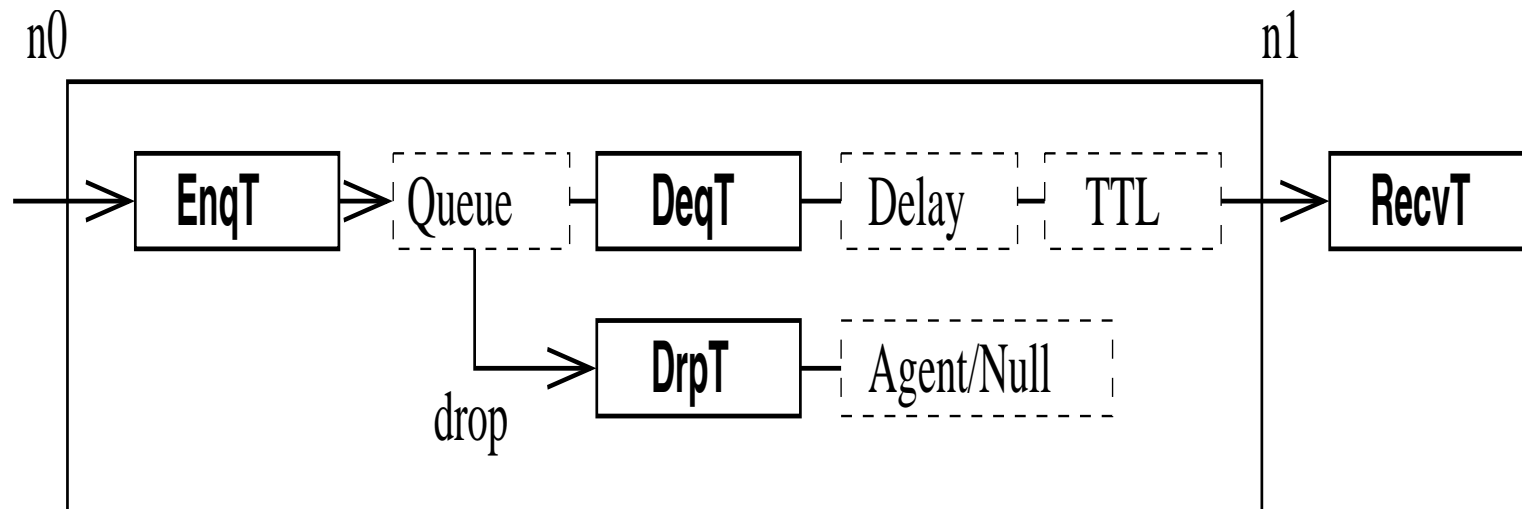 n0 n1
EnqT Queue DeqT Delay TTL RecvT
DrpT Agent/Null
drop